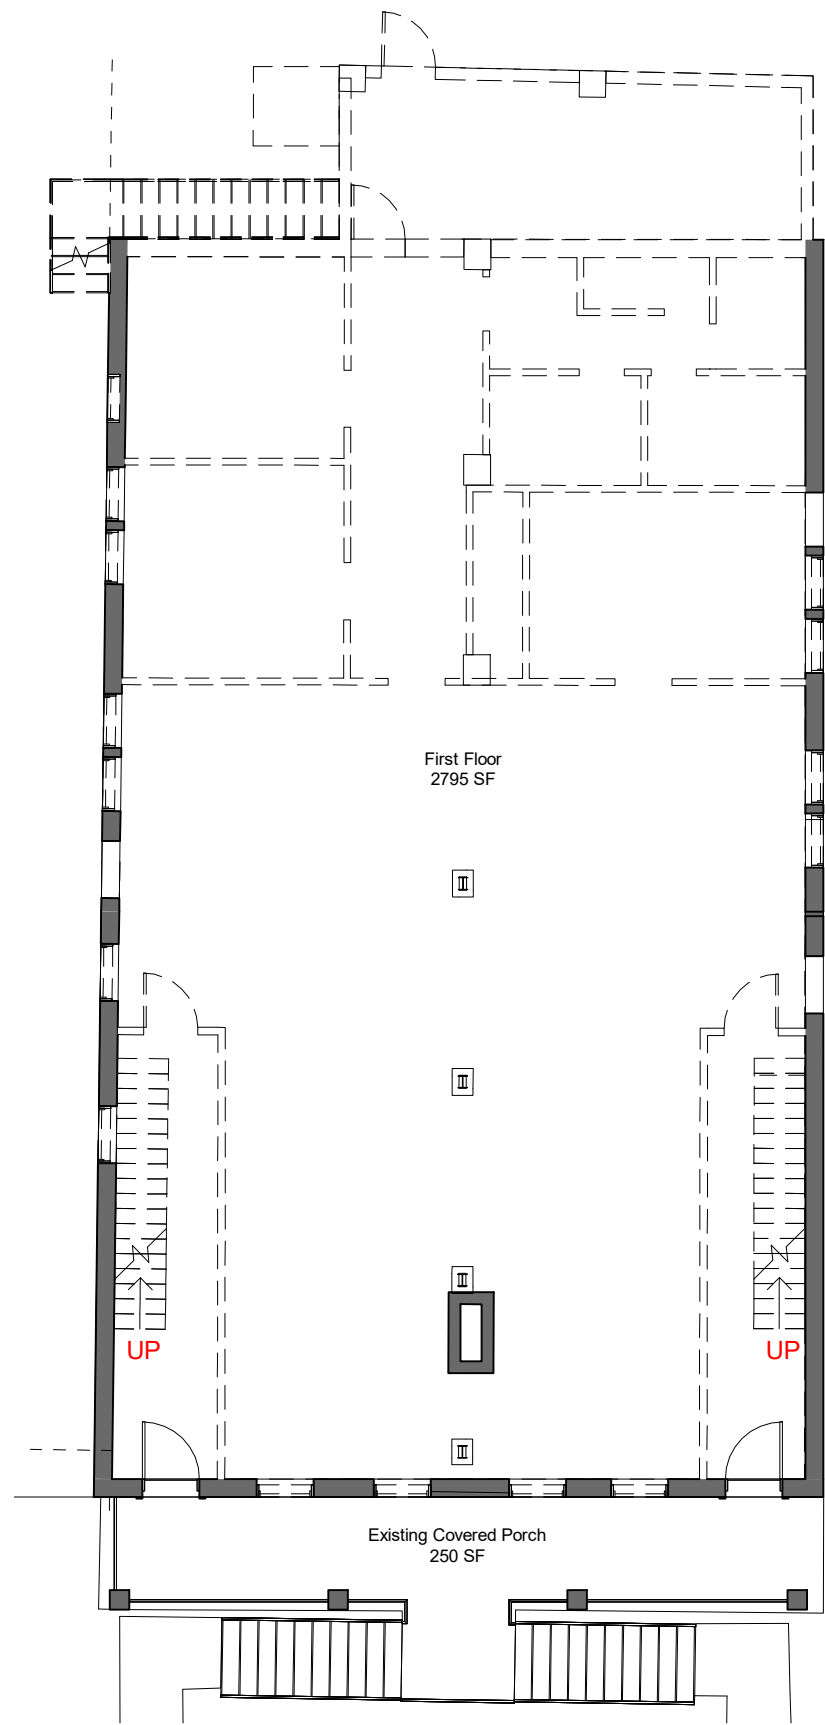 First Floor
2795 SF
UP
UP
Existing Covered Porch
250 SF